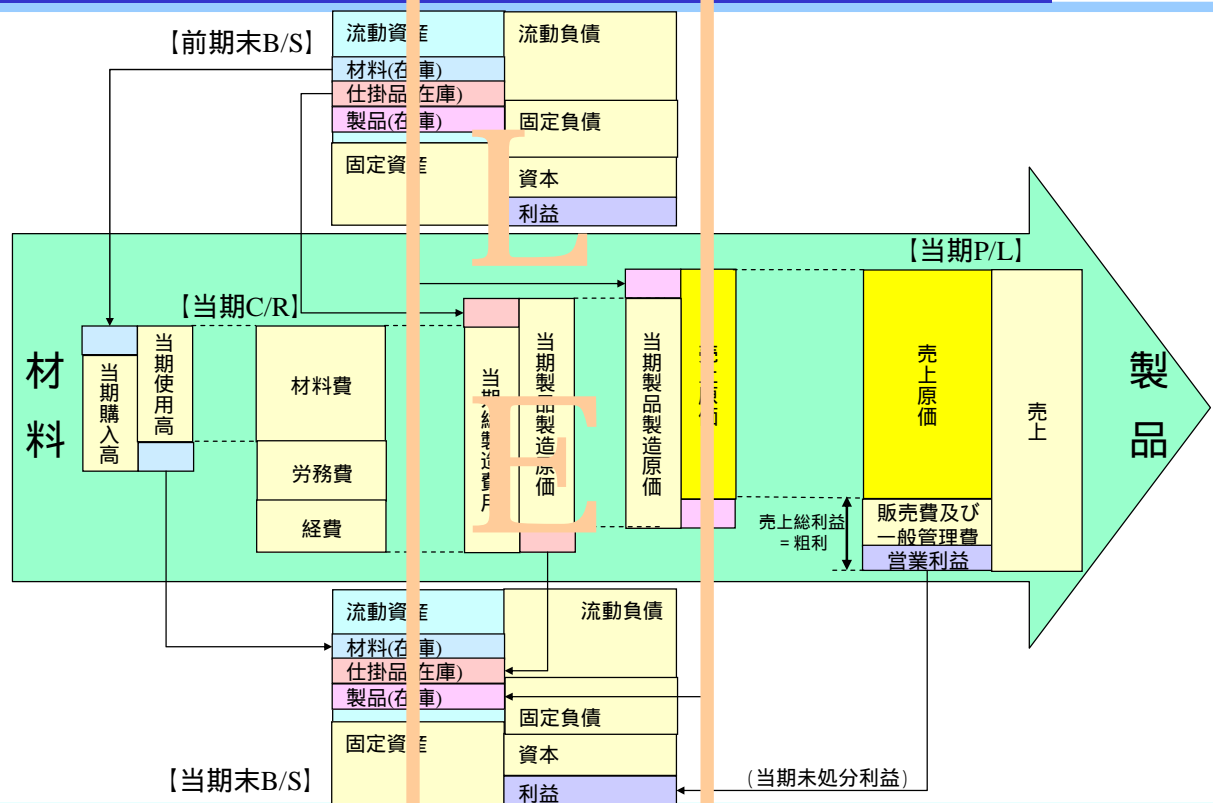 【前期末B/S】
流動資産
流動負債
材料(在庫)
仕掛品(在庫)
製品(在庫)
固定負債
固定資産
資本
利益
【当期P/L】
【当期C/R】
材料
当期購入高
当期使用高
材料費
労務費
経費
当期総製造費用
当期製品製造原価
当期製品製造原価
売上原価
売上総利益
=粗利
売上原価
販売費及び
一般管理費
営業利益
売上
製品
L
E
流動資産
流動負債
材料(在庫)
仕掛品(在庫)
製品(在庫)
固定負債
固定資産
資本
【当期末B/S】
利益
(当期未処分利益)